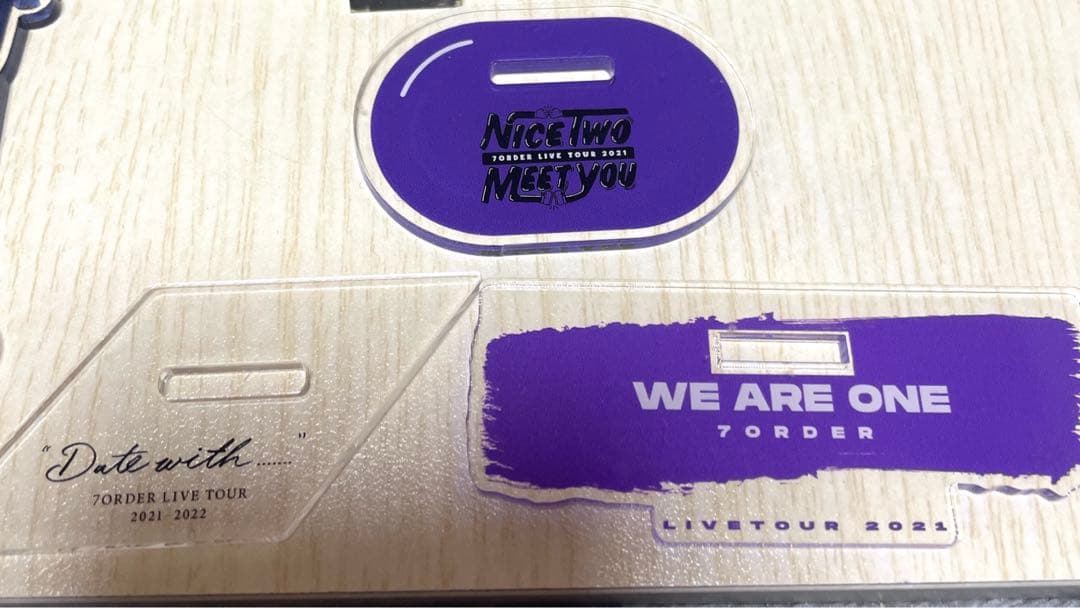 NICE TWO
7ORDER LIVE TOUR 2021
MEET YOU
"Date with ......."
7ORDER LIVE TOUR
2021-2022
WE ARE ONE
7ORDER
LIVETOUR 2021